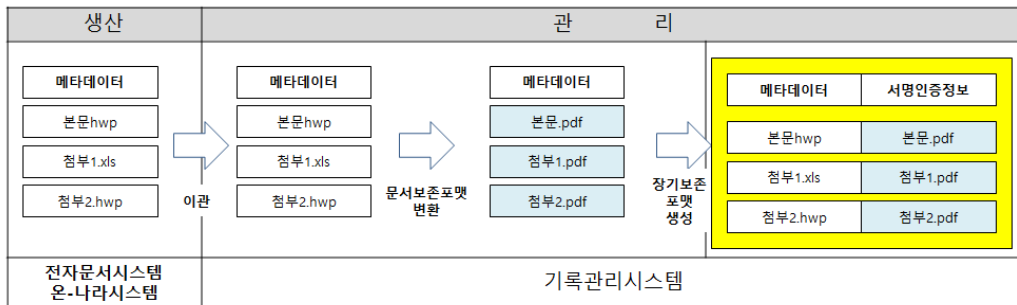 생산
관 리
메타데이터
본문hwp
첨부1.xls
첨부2.hwp
이관
메타데이터
본문hwp
첨부1.xls
첨부2.hwp
문서보존포맷
변환
메타데이터
본문.pdf
첨부1.pdf
첨부2.pdf
장기보존
포맷
생성
메타데이터 서명인증정보
본문hwp 본문.pdf
첨부1.xls 첨부1.pdf
첨부2.hwp 첨부2.pdf
전자문서시스템
온-나라시스템
기록관리시스템